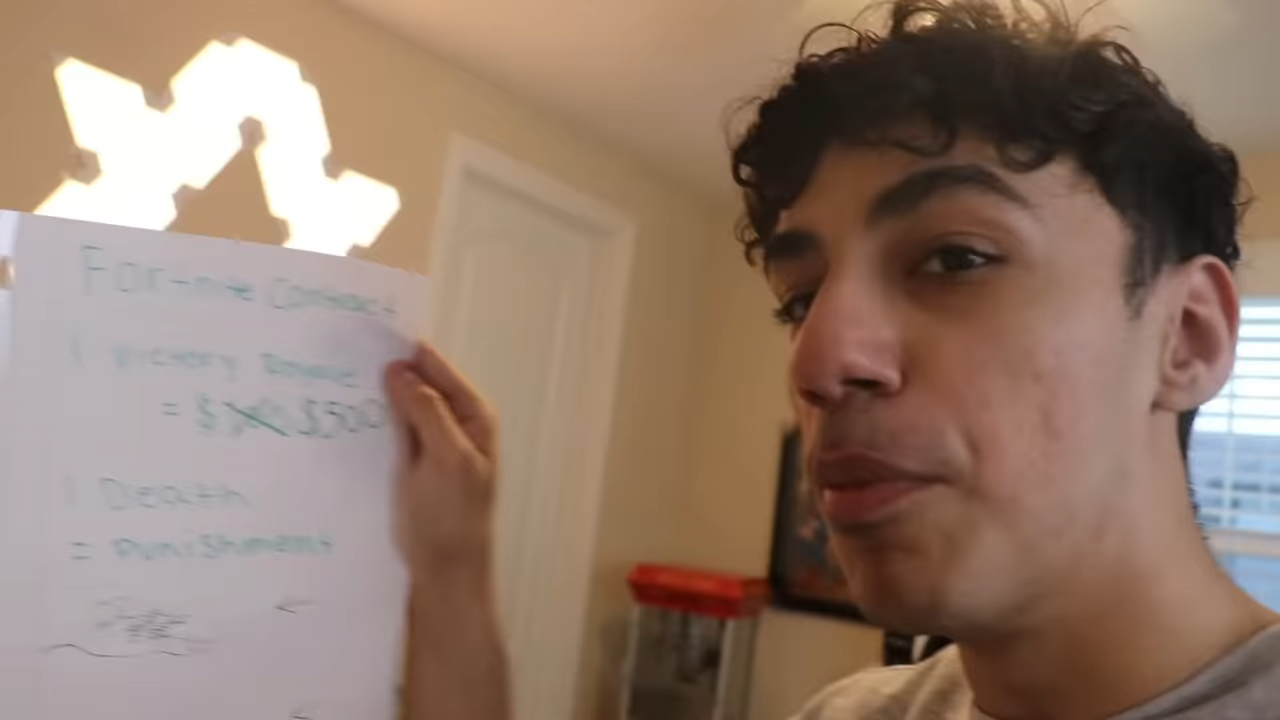 Fortnite Contract
1 Victory Royale
= $ $500
1 Death
= Punishment